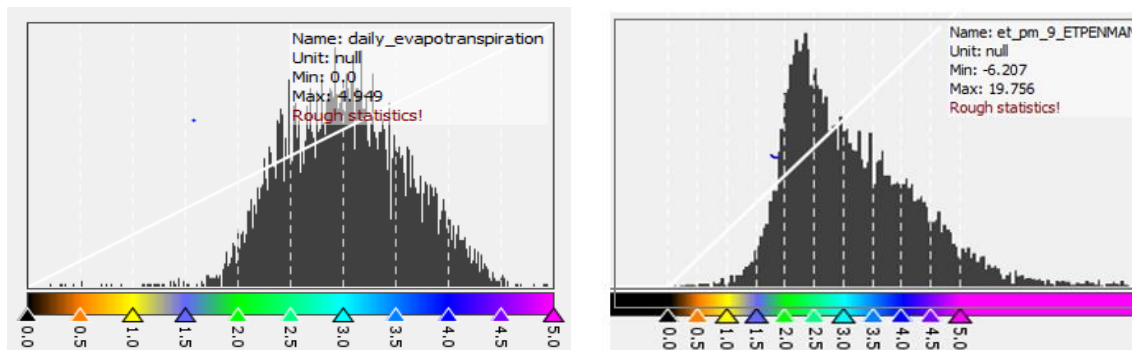 Name: daily_evapotranspiration
Unit: null
Min: 0.0
Max: 4.949
Rough statistics!
0.0 0.5 1.0 1.5 2.0 2.5 3.0 3.5 4.0 4.5 5.0
Name: et_pm_9_ETPENMAN
Unit: null
Min: -6.207
Max: 19.756
Rough statistics!
0.0 0.5 1.0 1.5 2.0 2.5 3.0 3.5 4.0 4.5 5.0